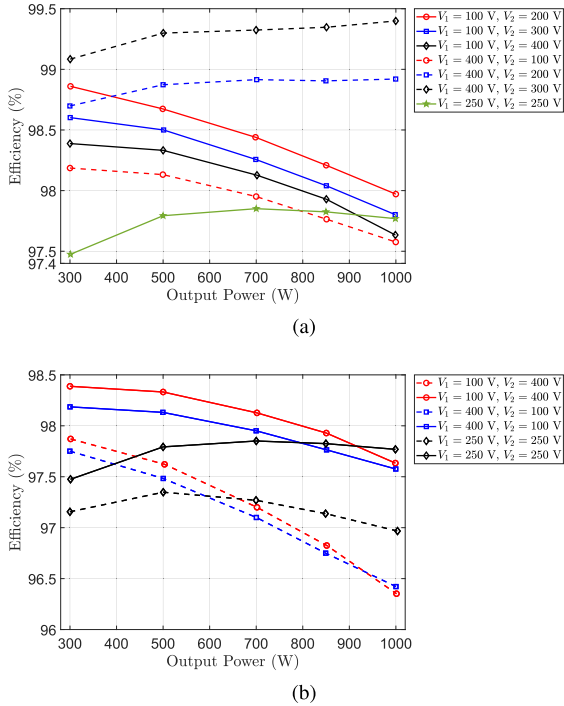 99.5
99
98.5
98
97.5
97.4
Efficiency (%)
300 400 500 600 700 800 900 1000
Output Power (W)
V1 = 100 V, V2 = 200 V
V1 = 100 V, V2 = 300 V
V1 = 100 V, V2 = 400 V
V1 = 400 V, V2 = 100 V
V1 = 400 V, V2 = 200 V
V1 = 400 V, V2 = 300 V
V1 = 250 V, V2 = 250 V
(a)
98.5
98
97.5
97
96.5
96
Efficiency (%)
300 400 500 600 700 800 900 1000
Output Power (W)
V1 = 100 V, V2 = 400 V
V1 = 100 V, V2 = 400 V
V1 = 400 V, V2 = 100 V
V1 = 400 V, V2 = 100 V
V1 = 250 V, V2 = 250 V
V1 = 250 V, V2 = 250 V
(b)